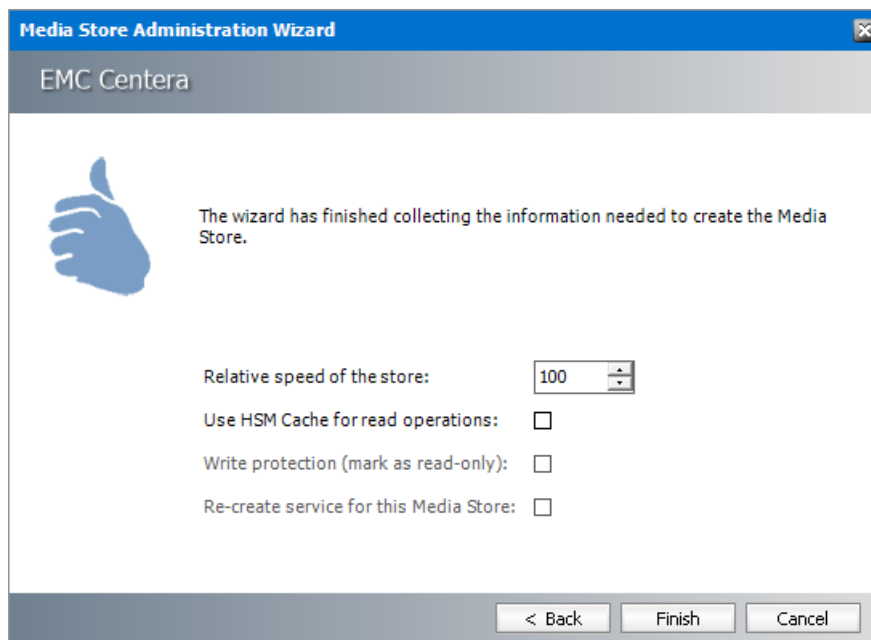 Media Store Administration Wizard
EMC Centera
The wizard has finished collecting the information needed to create the Media
Store.
Relative speed of the store: 100
Use HSM Cache for read operations:
Write protection (mark as read-only):
Re-create service for this Media Store:
< Back Finish Cancel